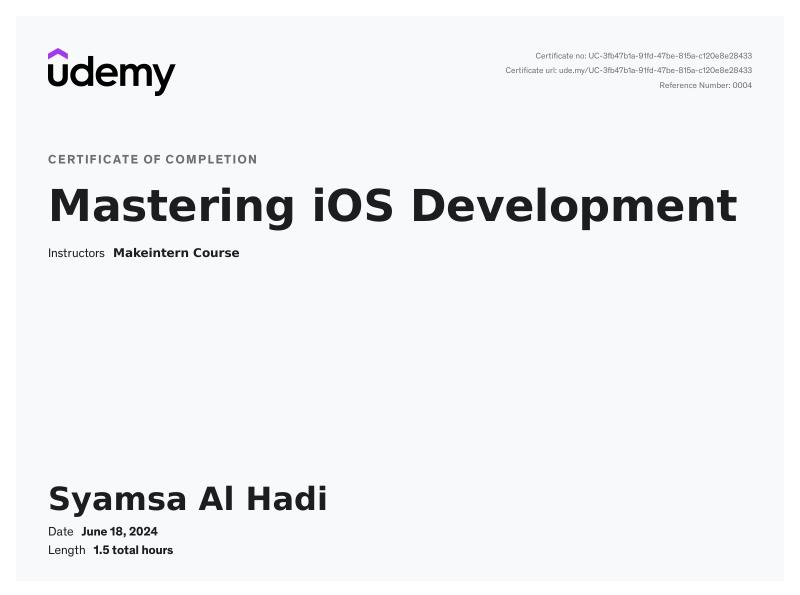 udemy
Certificate no: UC-3fb47b1a-91fd-47be-815a-c120e8e28433
Certificate url: ude.my/UC-3fb47b1a-91fd-47be-815a-c120e8e28433
Reference Number: 0004
CERTIFICATE OF COMPLETION
Mastering iOS Development
Instructors Makeintern Course
Syamsa Al Hadi
Date June 18, 2024
Length 1.5 total hours